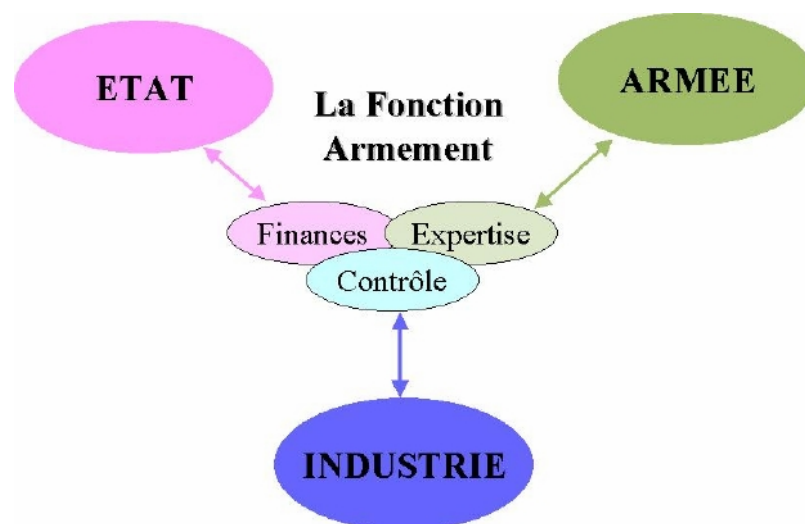 ETAT
ARMEE
La Fonction
Armement
Finances
Expertise
Contrôle
INDUSTRIE